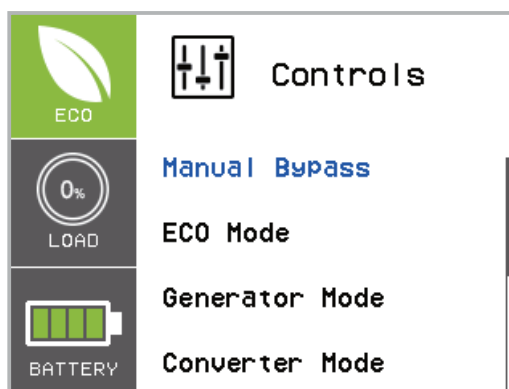 ECO
0%
LOAD
BATTERY
Controls
Manual Bypass
ECO Mode
Generator Mode
Converter Mode